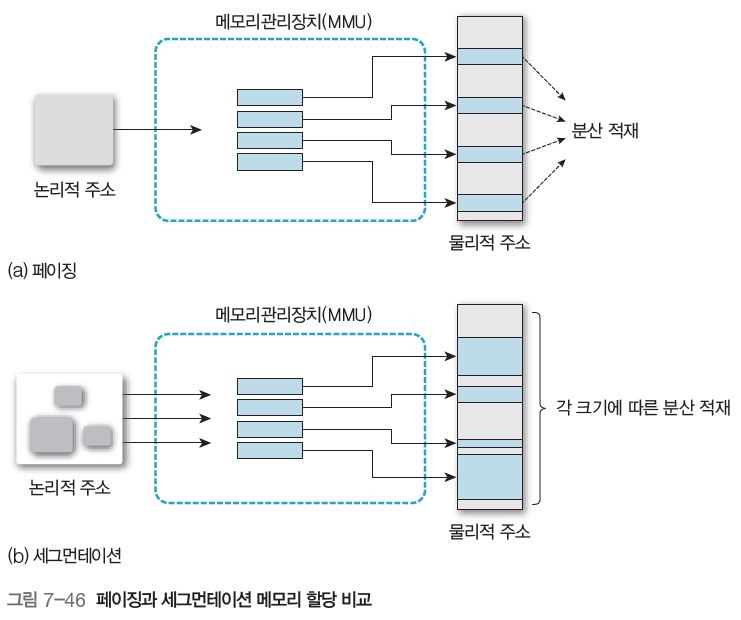 메모리관리장치(MMU)
분산 적재
논리적 주소
물리적 주소
(a) 페이징
메모리관리장치(MMU)
각 크기에 따른 분산 적재
논리적 주소
물리적 주소
(b) 세그먼테이션
그림 7-46 페이징과 세그먼테이션 메모리 할당 비교